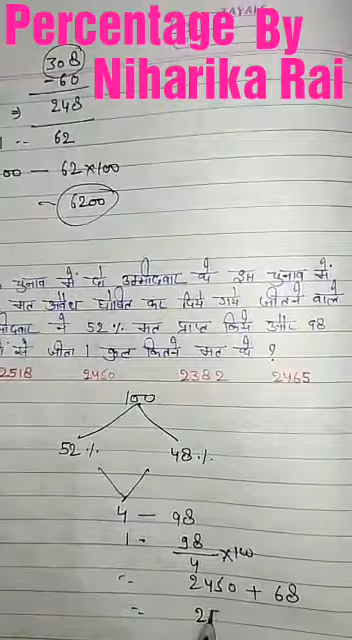 Percentage By
Niharika Rai
308
-60
⇒ 248
62
00 — 62×100
~ 6200
चुनाव में दो उम्मीदवार थे इस चुनाव में
मत अवैध घोषित कर दिये गये जीतने वाले
ने 52 % मत प्राप्त किये और 98
से जीता । कुल कितने मत थे ?
2518 2450 2382 2465
100
52 % 48 %
4 — 98
1 = 98/4 ×100
2450 + 68
=